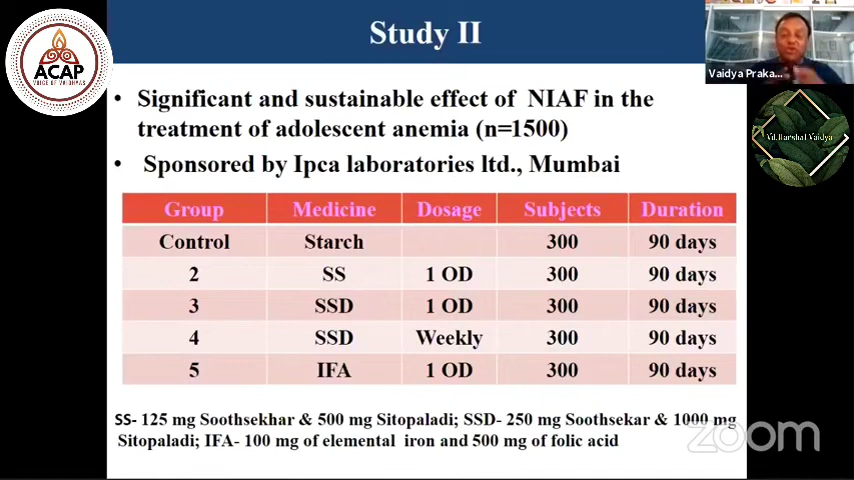 Study II
ACAP
VOICE OF VAIDHYAS
Vaidya Praka...
Vd.Harshal Vaidya
• Significant and sustainable effect of NIAF in the
treatment of adolescent anemia (n=1500)
• Sponsored by Ipca laboratories ltd., Mumbai
Group Medicine Dosage Subjects Duration
Control Starch 300 90 days
2 SS 1 OD 300 90 days
3 SSD 1 OD 300 90 days
4 SSD Weekly 300 90 days
5 IFA 1 OD 300 90 days
SS- 125 mg Soothsekhar & 500 mg Sitopaladi; SSD- 250 mg Soothsekar & 1000 mg
Sitopaladi; IFA- 100 mg of elemental iron and 500 mg of folic acid
zoom